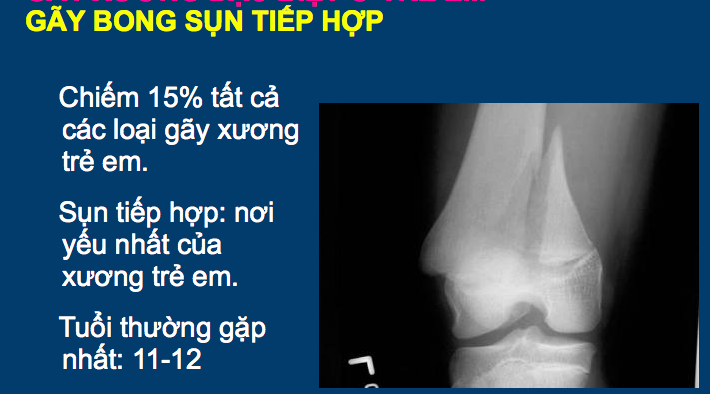 GÃY BONG SỤN TIẾP HỢP
Chiếm 15% tất cả
các loại gãy xương
trẻ em.
Sụn tiếp hợp: nơi
yếu nhất của
xương trẻ em.
Tuổi thường gặp
nhất: 11-12
L